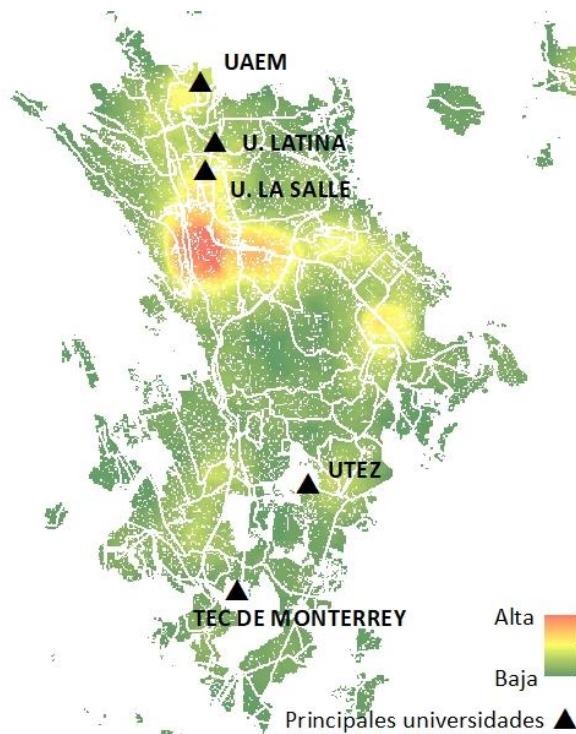 UAEM
U. LATINA
U. LA SALLE
UTEZ
TEC DE MONTERREY
Alta
Baja
Principales universidades